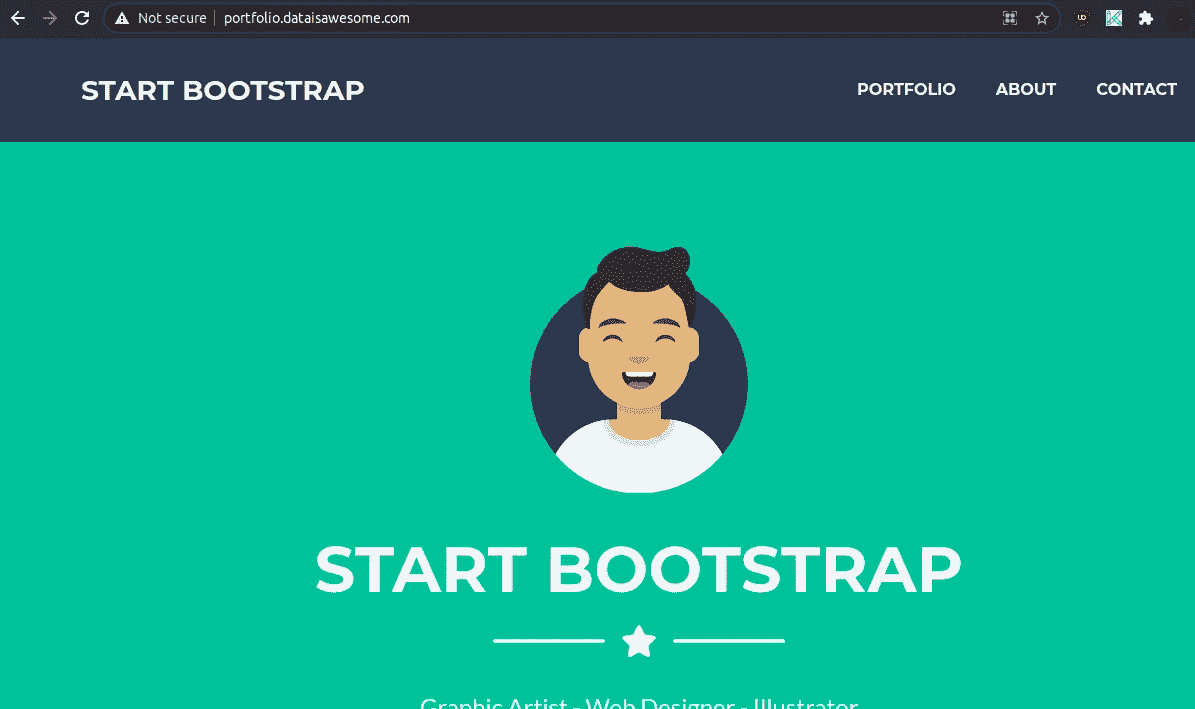 Not secure | portfolio.dataisawesome.com
START BOOTSTRAP
PORTFOLIO ABOUT CONTACT
START BOOTSTRAP
Graphic Artist - Web Designer - Illustrator